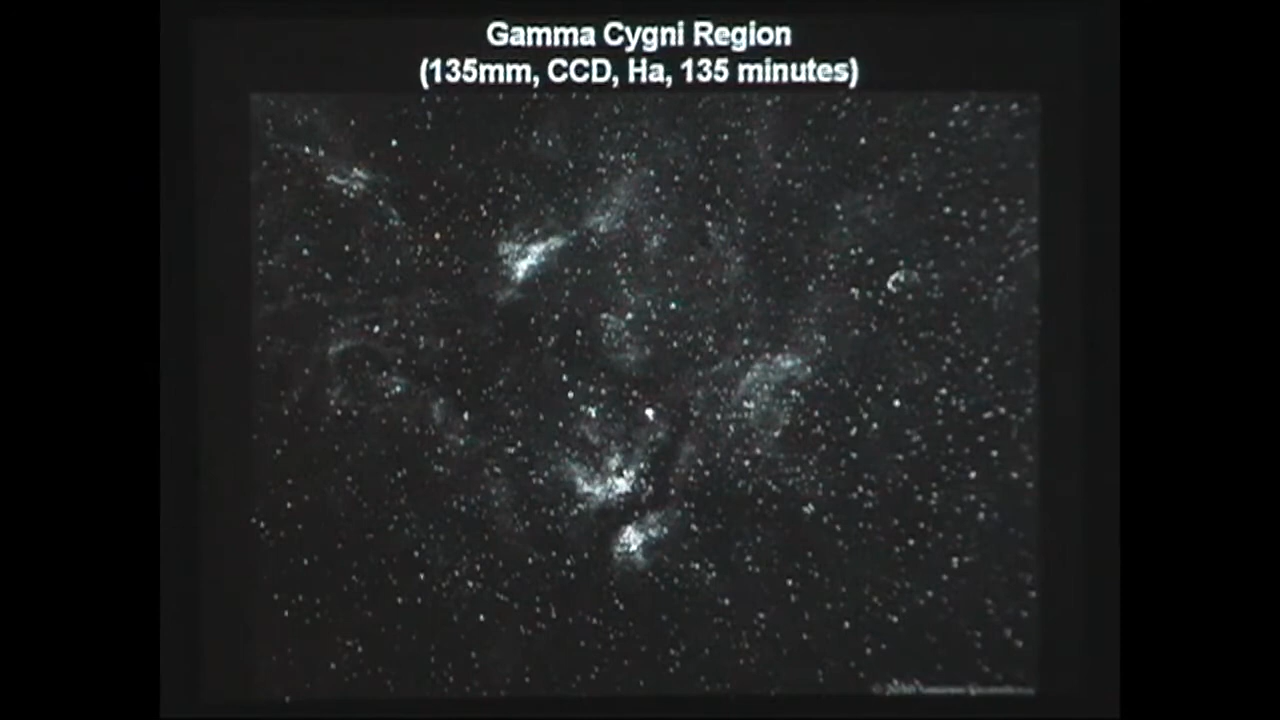 Gamma Cygni Region
(135mm, CCD, Ha, 135 minutes)